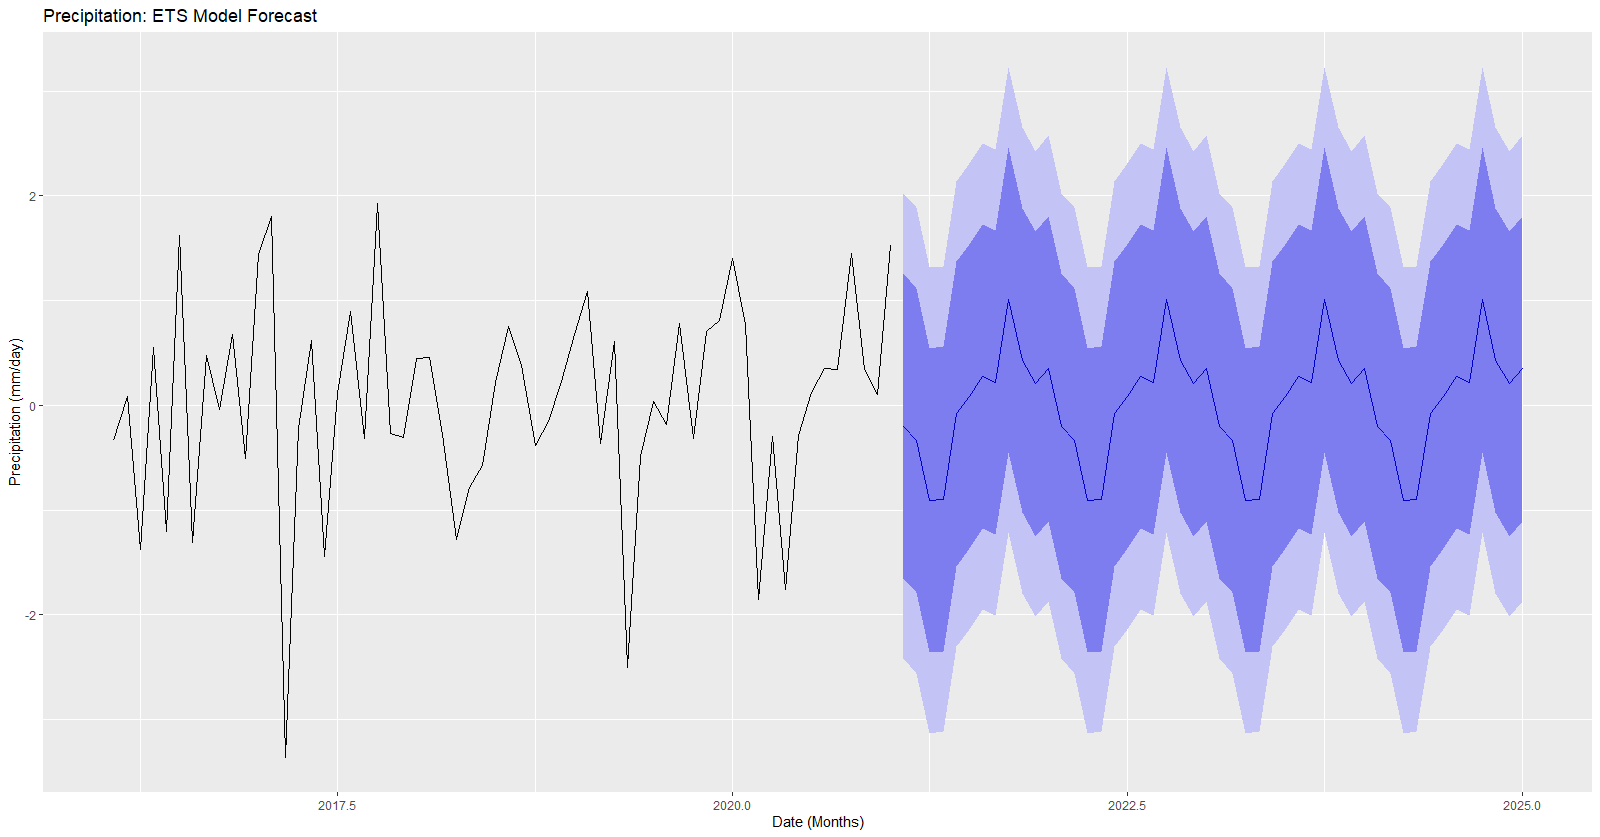 Precipitation: ETS Model Forecast
Precipitation (mm/day)
2
0
-2
2017.5
2020.0
2022.5
2025.0
Date (Months)